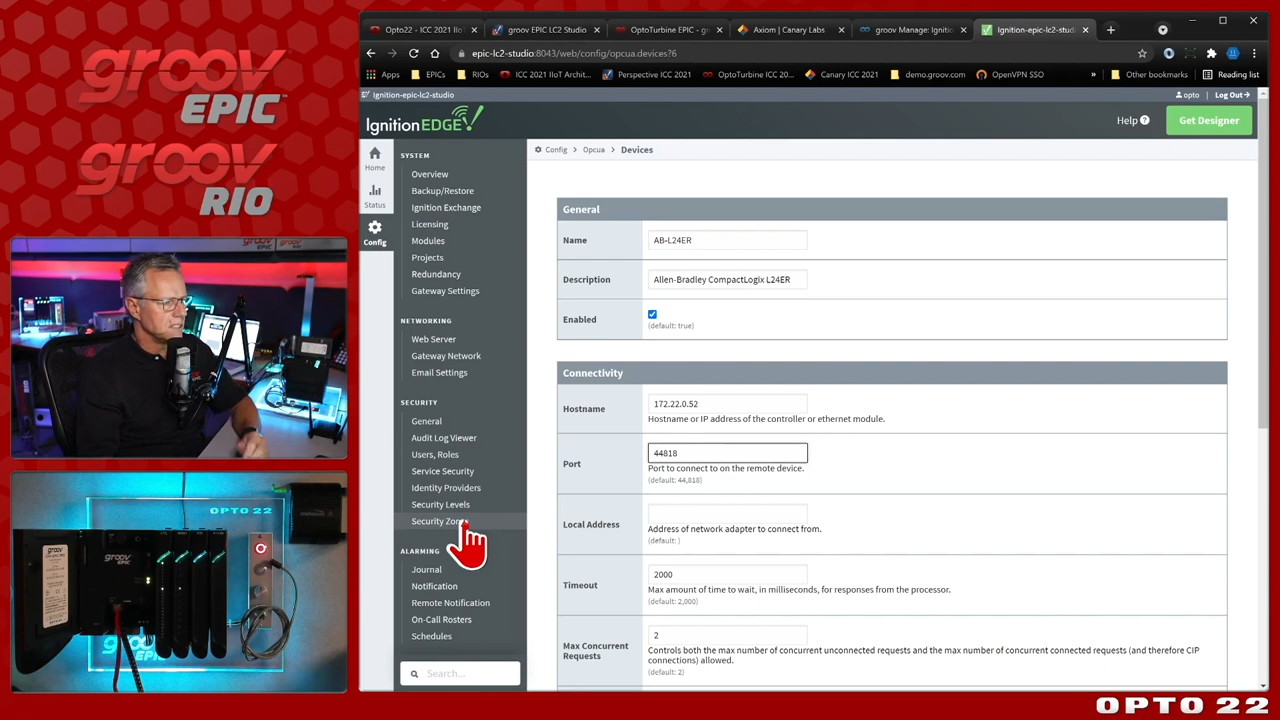 groov
EPIC™
groov
RIO
OPTO 22
groov
EPIC
groov
EPIC
Opto22 - ICC 2021 IIoT A
groov EPIC LC2 Studio
OptoTurbine EPIC - gr
Axiom | Canary Labs
groov Manage: Ignitio
Ignition-epic-lc2-studi
epic-lc2-studio:8043/web/config/opcua.devices?6
Apps
EPICs
RIOs
ICC 2021 IIoT Archit...
Perspective ICC 2021
OptoTurbine ICC 20...
Canary ICC 2021
demo.groov.com
OpenVPN SSO
»
Other bookmarks
Reading list
Ignition-epic-lc2-studio
opto
Log Out
Ignition EDGE!
Help
Get Designer
Home
Status
Config
SYSTEM
Overview
Backup/Restore
Ignition Exchange
Licensing
Modules
Projects
Redundancy
Gateway Settings
NETWORKING
Web Server
Gateway Network
Email Settings
SECURITY
General
Audit Log Viewer
Users, Roles
Service Security
Identity Providers
Security Levels
Security Zones
ALARMING
Journal
Notification
Remote Notification
On-Call Rosters
Schedules
Search...
Config > Opcua > Devices
General
Name
AB-L24ER
Description
Allen-Bradley CompactLogix L24ER
Enabled
(default: true)
Connectivity
Hostname
172.22.0.52
Hostname or IP address of the controller or ethernet module.
Port
44818
Port to connect to on the remote device.
(default: 44,818)
Local Address
Address of network adapter to connect from.
(default: )
Timeout
2000
Max amount of time to wait, in milliseconds, for responses from the processor.
(default: 2,000)
Max Concurrent
Requests
2
Controls both the max number of concurrent unconnected requests and the max number of concurrent connected requests (and therefore CIP
connections) allowed.
(default: 2)
OPTO 22